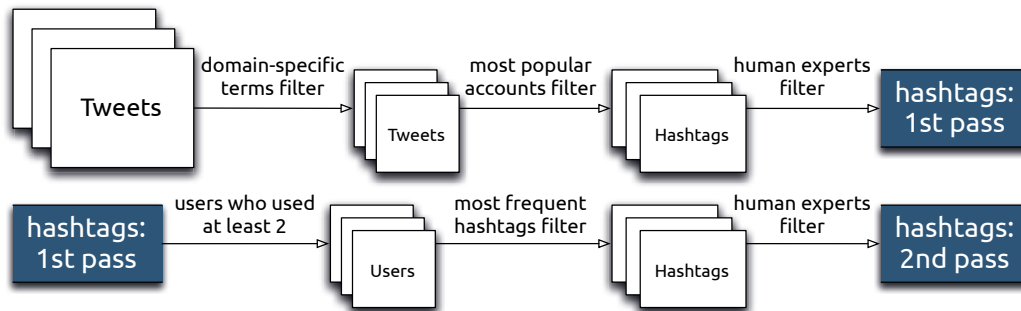 domain-specific
terms filter
most popular
accounts filter
human experts
filter
Tweets
Tweets
Hashtags
hashtags:
1st pass
users who used
at least 2
most frequent
hashtags filter
human experts
filter
hashtags:
1st pass
Users
Hashtags
hashtags:
2nd pass